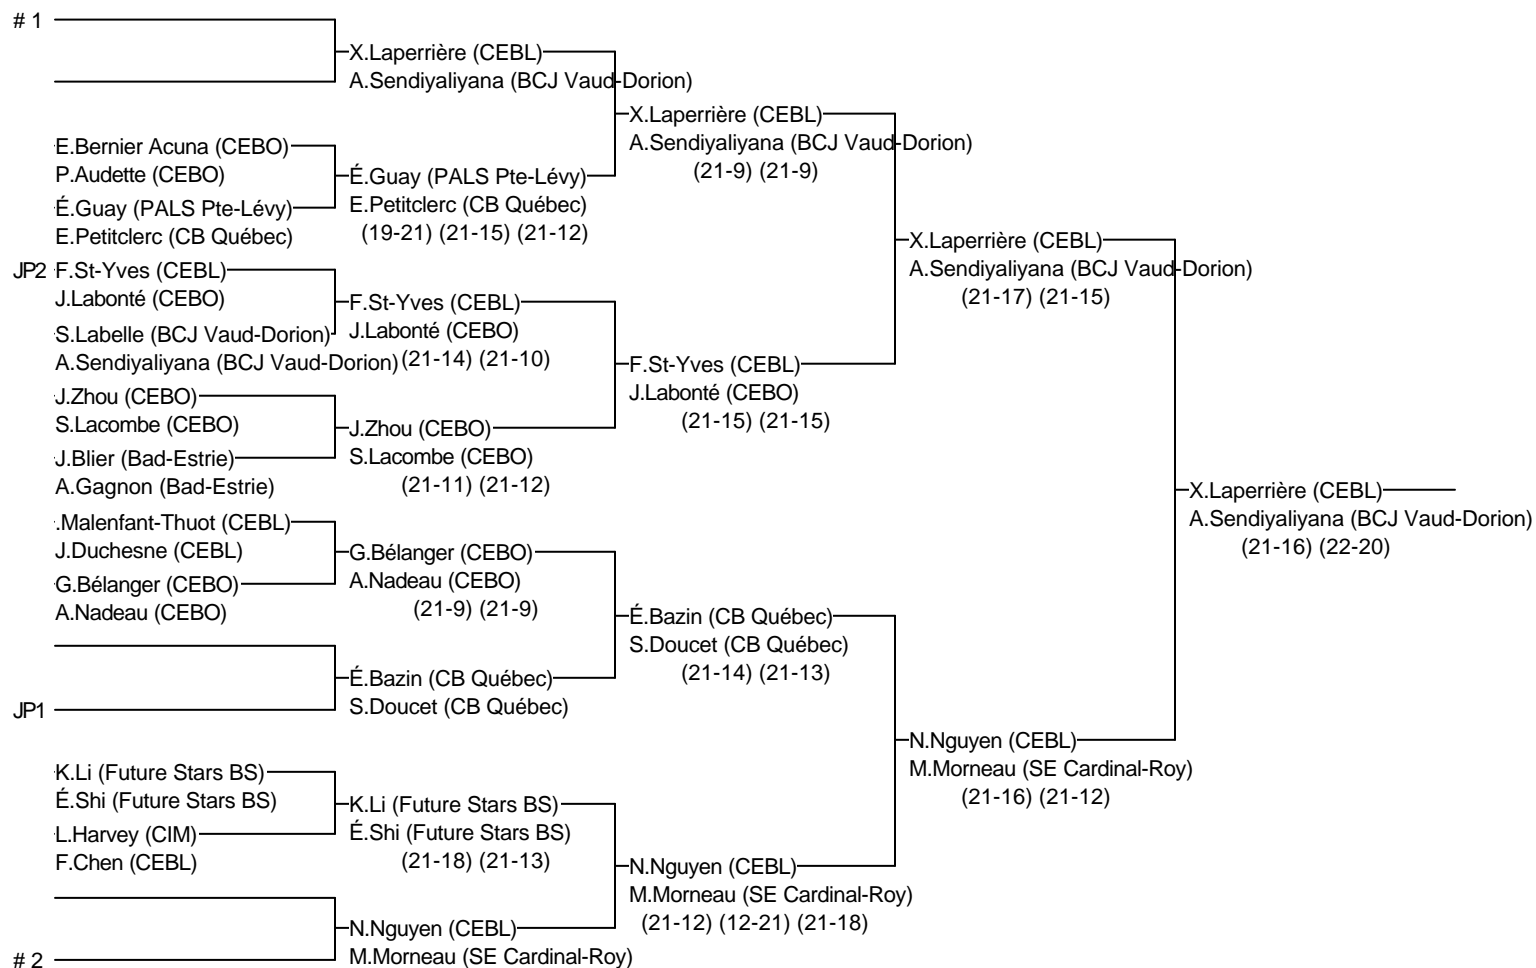 # 1
X.Laperrière (CEBL)
A.Sendiyaliyana (BCJ Vaud-Dorion)
X.Laperrière (CEBL)
A.Sendiyaliyana (BCJ Vaud-Dorion)
(21-9) (21-9)
E.Bernier Acuna (CEBO)
P.Audette (CEBO)
É.Guay (PALS Pte-Lévy)
E.Petitclerc (CB Québec)
(19-21) (21-15) (21-12)
É.Guay (PALS Pte-Lévy)
E.Petitclerc (CB Québec)
X.Laperrière (CEBL)
A.Sendiyaliyana (BCJ Vaud-Dorion)
(21-17) (21-15)
JP2 F.St-Yves (CEBL)
J.Labonté (CEBO)
F.St-Yves (CEBL)
J.Labonté (CEBO)
(21-14) (21-10)
S.Labelle (BCJ Vaud-Dorion)
A.Sendiyaliyana (BCJ Vaud-Dorion)
F.St-Yves (CEBL)
J.Labonté (CEBO)
(21-15) (21-15)
J.Zhou (CEBO)
S.Lacombe (CEBO)
J.Zhou (CEBO)
S.Lacombe (CEBO)
(21-11) (21-12)
J.Blier (Bad-Estrie)
A.Gagnon (Bad-Estrie)
X.Laperrière (CEBL)
A.Sendiyaliyana (BCJ Vaud-Dorion)
(21-16) (22-20)
.Malenfant-Thuot (CEBL)
J.Duchesne (CEBL)
G.Bélanger (CEBO)
A.Nadeau (CEBO)
(21-9) (21-9)
G.Bélanger (CEBO)
A.Nadeau (CEBO)
É.Bazin (CB Québec)
S.Doucet (CB Québec)
(21-14) (21-13)
É.Bazin (CB Québec)
S.Doucet (CB Québec)
JP1
N.Nguyen (CEBL)
M.Morneau (SE Cardinal-Roy)
(21-16) (21-12)
K.Li (Future Stars BS)
É.Shi (Future Stars BS)
K.Li (Future Stars BS)
É.Shi (Future Stars BS)
(21-18) (21-13)
L.Harvey (CIM)
F.Chen (CEBL)
N.Nguyen (CEBL)
M.Morneau (SE Cardinal-Roy)
(21-12) (12-21) (21-18)
N.Nguyen (CEBL)
M.Morneau (SE Cardinal-Roy)
# 2